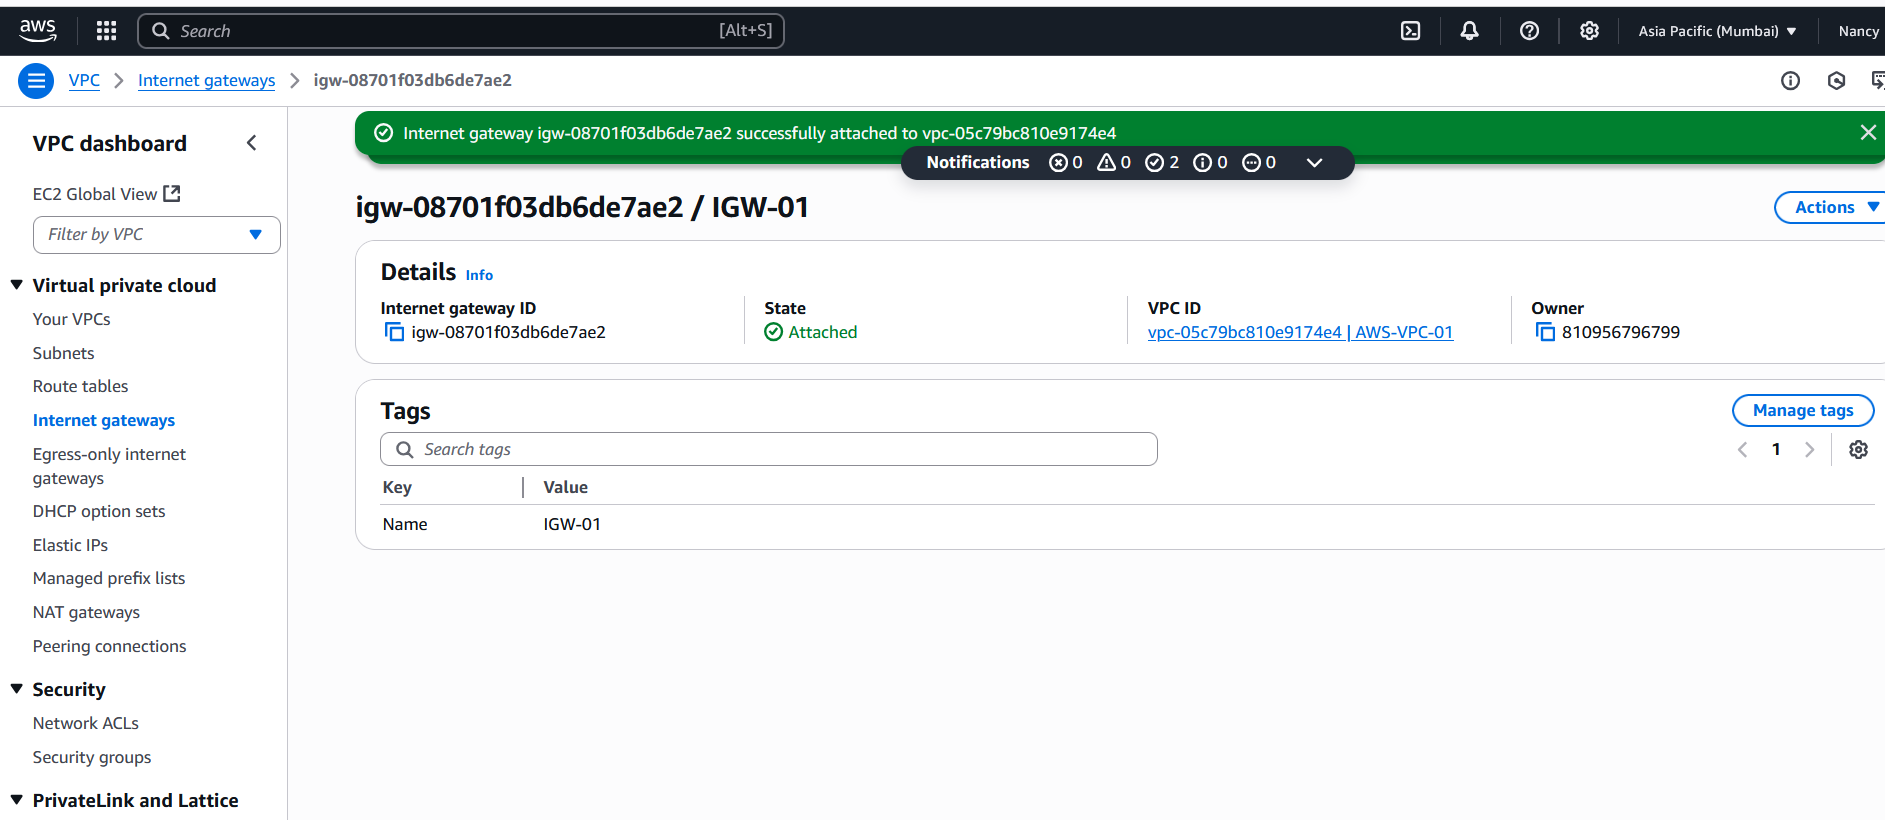 aws
Search [Alt+S]
Asia Pacific (Mumbai)
Nancy
VPC
Internet gateways
igw-08701f03db6de7ae2
VPC dashboard
EC2 Global View
Filter by VPC
Virtual private cloud
Your VPCs
Subnets
Route tables
Internet gateways
Egress-only internet
gateways
DHCP option sets
Elastic IPs
Managed prefix lists
NAT gateways
Peering connections
Security
Network ACLs
Security groups
PrivateLink and Lattice
Internet gateway igw-08701f03db6de7ae2 successfully attached to vpc-05c79bc810e9174e4
Notifications 0 0 2 0 0
igw-08701f03db6de7ae2 / IGW-01
Actions
Details Info
Internet gateway ID
igw-08701f03db6de7ae2
State
Attached
VPC ID
vpc-05c79bc810e9174e4 | AWS-VPC-01
Owner
810956796799
Tags
Manage tags
Search tags
1
Key Value
Name IGW-01